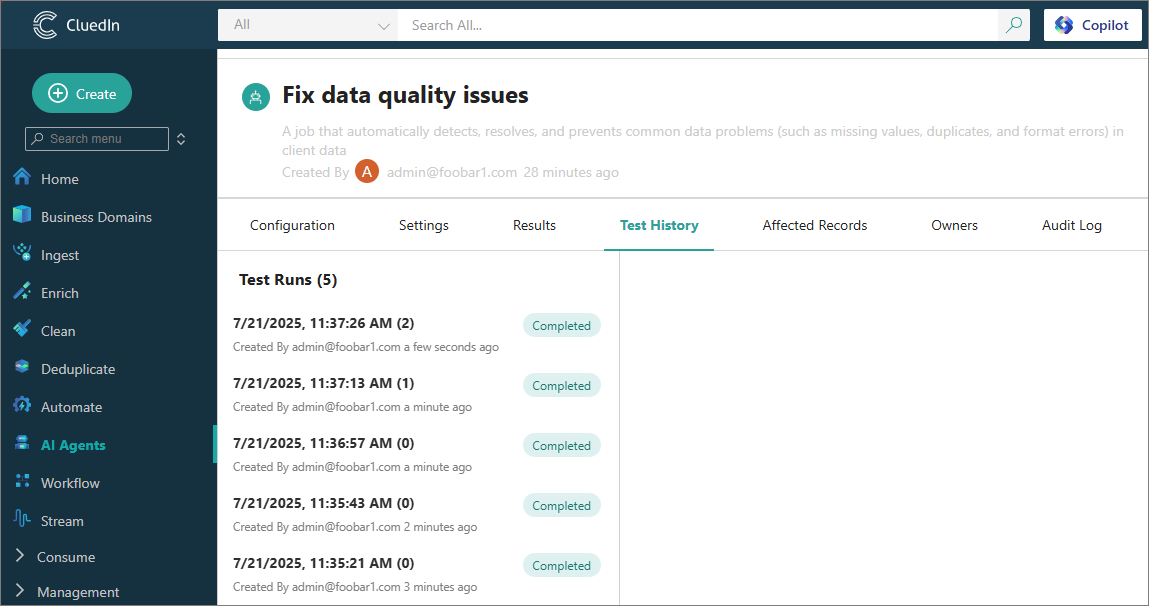 CluedIn
All
Search All...
Copilot
Create
Search menu
Home
Business Domains
Ingest
Enrich
Clean
Deduplicate
Automate
AI Agents
Workflow
Stream
Consume
Management
Fix data quality issues
A job that automatically detects, resolves, and prevents common data problems (such as missing values, duplicates, and format errors) in
client data
Created By A admin@foobar1.com 28 minutes ago
Configuration Settings Results Test History Affected Records Owners Audit Log
Test Runs (5)
7/21/2025, 11:37:26 AM (2) Completed
Created By admin@foobar1.com a few seconds ago
7/21/2025, 11:37:13 AM (1) Completed
Created By admin@foobar1.com a minute ago
7/21/2025, 11:36:57 AM (0) Completed
Created By admin@foobar1.com a minute ago
7/21/2025, 11:35:43 AM (0) Completed
Created By admin@foobar1.com 2 minutes ago
7/21/2025, 11:35:21 AM (0) Completed
Created By admin@foobar1.com 3 minutes ago